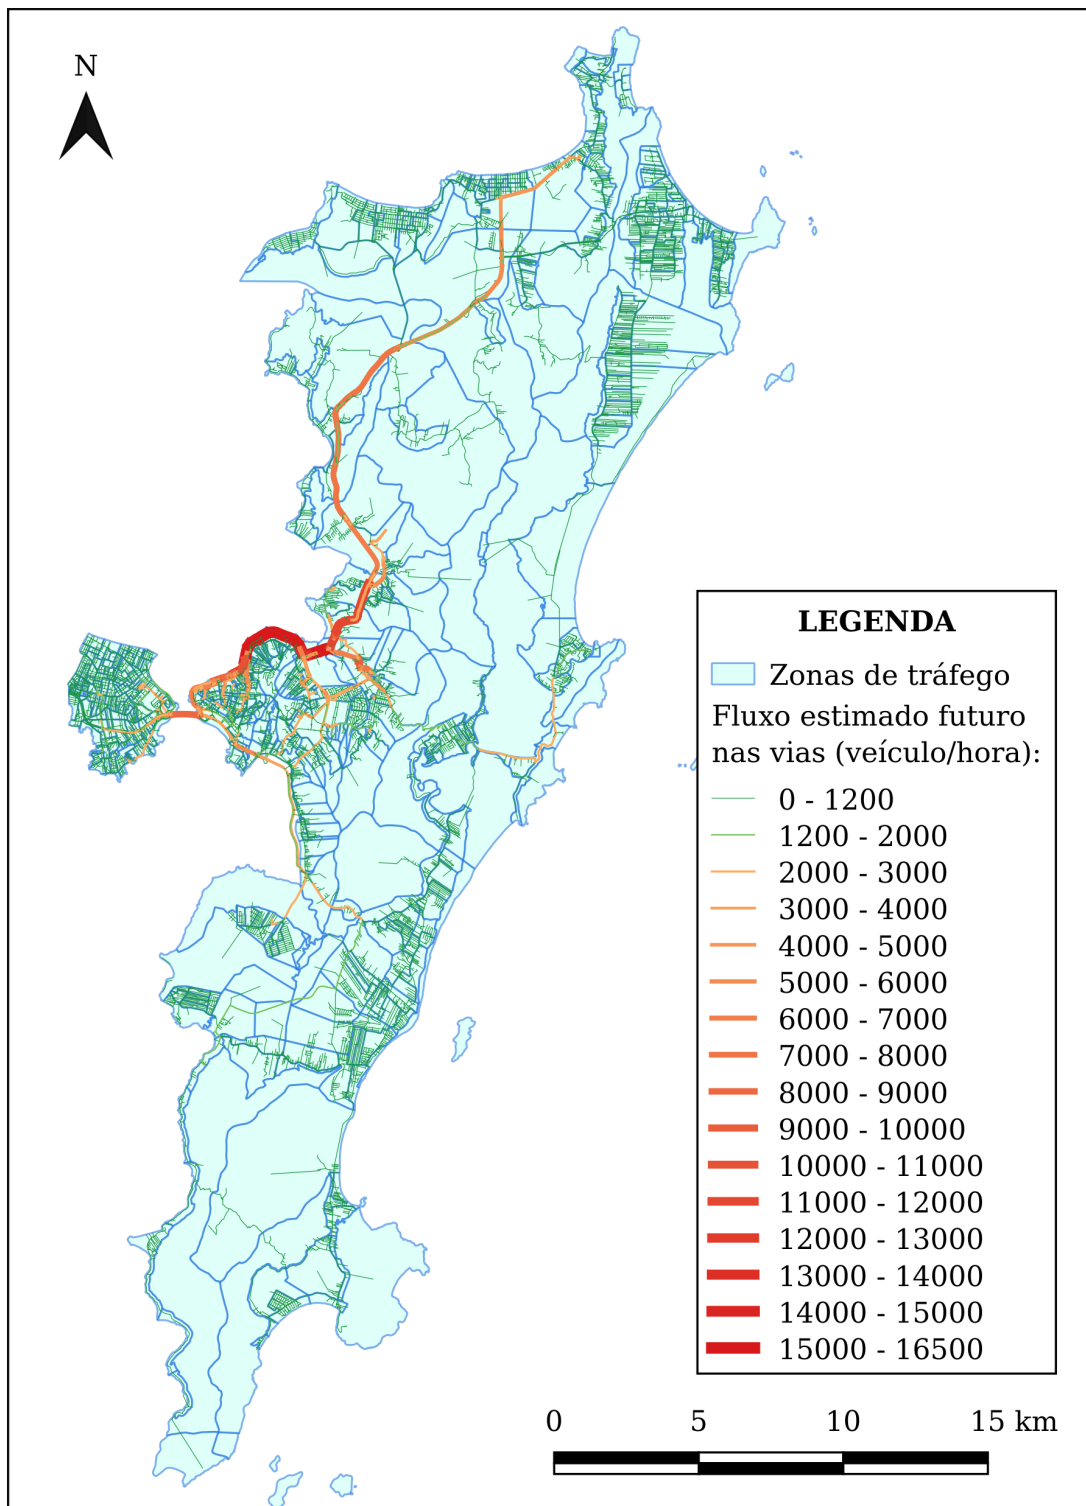 N
LEGENDA
Zonas de tráfego
Fluxo estimado futuro
nas vias (veículo/hora):
0 - 1200
1200 - 2000
2000 - 3000
3000 - 4000
4000 - 5000
5000 - 6000
6000 - 7000
7000 - 8000
8000 - 9000
9000 - 10000
10000 - 11000
11000 - 12000
12000 - 13000
13000 - 14000
14000 - 15000
15000 - 16500
0 5 10 15 km